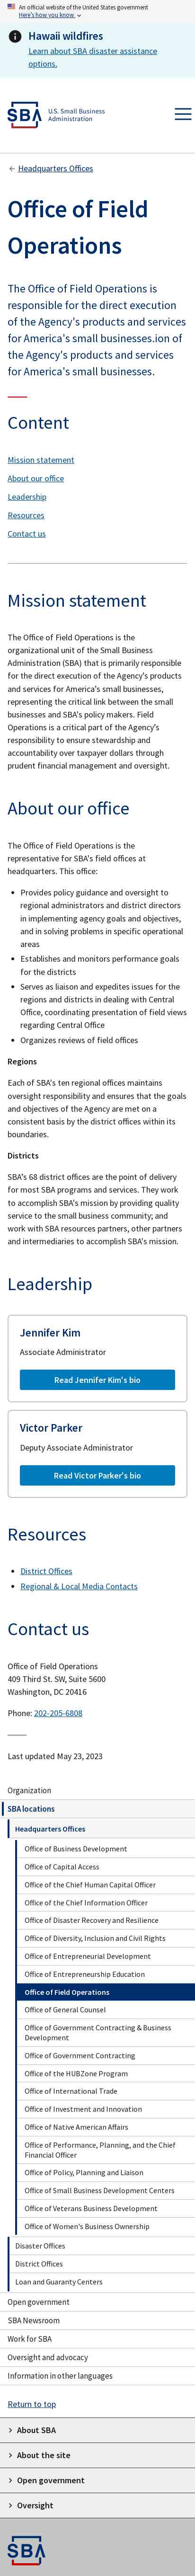 An official website of the United States government
Here's how you know
Hawaii wildfires
Learn about SBA disaster assistance
options.
SBA
U.S. Small Business
Administration
Headquarters Offices
Office of Field
Operations
The Office of Field Operations is
responsible for the direct execution
of the Agency's products and services
for America's small businesses.ion of
the Agency's products and services
for America's small businesses.
Content
Mission statement
About our office
Leadership
Resources
Contact us
Mission statement
The Office of Field Operations is the
organizational unit of the Small Business
Administration (SBA) that is primarily responsible
for the direct execution of the Agency's products
and services for America's small businesses,
representing the critical link between the small
businesses and SBA's policy makers. Field
Operations is a critical part of the Agency's
responsibility to ensure stewardship and
accountability over taxpayer dollars through
prudent financial management and oversight.
About our office
The Office of Field Operations is the
representative for SBA's field offices at
headquarters. This office:
Provides policy guidance and oversight to
regional administrators and district directors
in implementing agency goals and objectives,
and in solving problems in specific operational
areas
Establishes and monitors performance goals
for the districts
Serves as liaison and expedites issues for the
regions and districts in dealing with Central
Office, coordinating presentation of field views
regarding Central Office
Organizes reviews of field offices
Regions
Each of SBA's ten regional offices maintains
oversight responsibility and ensures that the goals
and objectives of the Agency are met on a
consistent basis by the district offices within its
boundaries.
Districts
SBA's 68 district offices are the point of delivery
for most SBA programs and services. They work
to accomplish SBA's mission by providing quality
service to the small business community; and
work with SBA resources partners, other partners
and intermediaries to accomplish SBA's mission.
Leadership
Jennifer Kim
Associate Administrator
Read Jennifer Kim's bio
Victor Parker
Deputy Associate Administrator
Read Victor Parker's bio
Resources
District Offices
Regional & Local Media Contacts
Contact us
Office of Field Operations
409 Third St. SW, Suite 5600
Washington, DC 20416
Phone: 202-205-6808
Last updated May 23, 2023
Organization
SBA locations
Headquarters Offices
Office of Business Development
Office of Capital Access
Office of the Chief Human Capital Officer
Office of the Chief Information Officer
Office of Disaster Recovery and Resilience
Office of Diversity, Inclusion and Civil Rights
Office of Entrepreneurial Development
Office of Entrepreneurship Education
Office of Field Operations
Office of General Counsel
Office of Government Contracting & Business
Development
Office of Government Contracting
Office of the HUBZone Program
Office of International Trade
Office of Investment and Innovation
Office of Native American Affairs
Office of Performance, Planning, and the Chief
Financial Officer
Office of Policy, Planning and Liaison
Office of Small Business Development Centers
Office of Veterans Business Development
Office of Women's Business Ownership
Disaster Offices
District Offices
Loan and Guaranty Centers
Open government
SBA Newsroom
Work for SBA
Oversight and advocacy
Information in other languages
Return to top
About SBA
About the site
Open government
Oversight
SBA